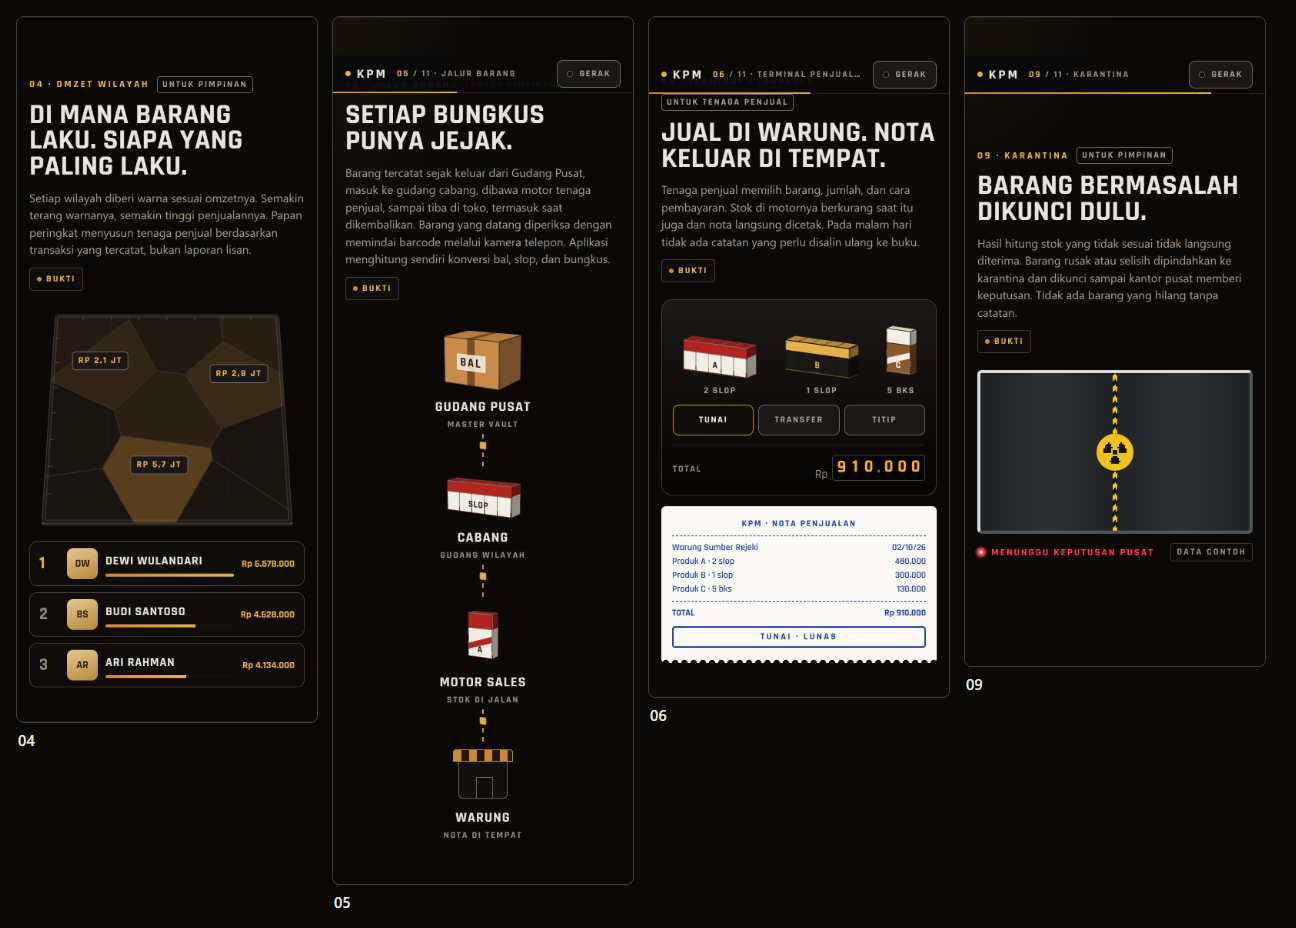 04 · OMZET WILAYAH UNTUK PIMPINAN
DI MANA BARANG
LAKU. SIAPA YANG
PALING LAKU.
Setiap wilayah diberi warna sesuai omzetnya. Semakin
terang warnanya, semakin tinggi penjualannya. Papan
peringkat menyusun tenaga penjual berdasarkan
transaksi yang tercatat, bukan laporan lisan.
BUKTI
RP 2,1 JT
RP 2,8 JT
RP 5.7 JT
1 DW DEWI WULANDARI Rp 6.578.000
2 BS BUDI SANTOSO Rp 4.628.000
3 AR ARI RAHMAN Rp 4.134.000
04
KPM 05 / 11 · JALUR BARANG GERAK
SETIAP BUNGKUS
PUNYA JEJAK.
Barang tercatat sejak keluar dari Gudang Pusat,
masuk ke gudang cabang, dibawa motor tenaga
penjual, sampai tiba di toko, termasuk saat
dikembalikan. Barang yang datang diperiksa dengan
memindai barcode melalui kamera telepon. Aplikasi
menghitung sendiri konversi bal, slop, dan bungkus.
BUKTI
BAL
GUDANG PUSAT
MASTER VAULT
SLOP
CABANG
GUDANG WILAYAH
A
MOTOR SALES
STOK DI JALAN
WARUNG
NOTA DI TEMPAT
05
KPM 06 / 11 · TERMINAL PENJUAL… GERAK
UNTUK TENAGA PENJUAL
JUAL DI WARUNG. NOTA
KELUAR DI TEMPAT.
Tenaga penjual memilih barang, jumlah, dan cara
pembayaran. Stok di motornya berkurang saat itu
juga dan nota langsung dicetak. Pada malam hari
tidak ada catatan yang perlu disalin ulang ke buku.
BUKTI
A B C
2 SLOP 1 SLOP 5 BKS
TUNAI TRANSFER TITIP
TOTAL Rp 910.000
KPM · NOTA PENJUALAN
Warung Sumber Rejeki 02/10/26
Produk A · 2 slop 480.000
Produk B · 1 slop 300.000
Produk C · 5 bks 130.000
TOTAL Rp 910.000
TUNAI · LUNAS
06
KPM 09 / 11 · KARANTINA GERAK
09 · KARANTINA UNTUK PIMPINAN
BARANG BERMASALAH
DIKUNCI DULU.
Hasil hitung stok yang tidak sesuai tidak langsung
diterima. Barang rusak atau selisih dipindahkan ke
karantina dan dikunci sampai kantor pusat memberi
keputusan. Tidak ada barang yang hilang tanpa
catatan.
BUKTI
MENUNGGU KEPUTUSAN PUSAT DATA CONTOH
09